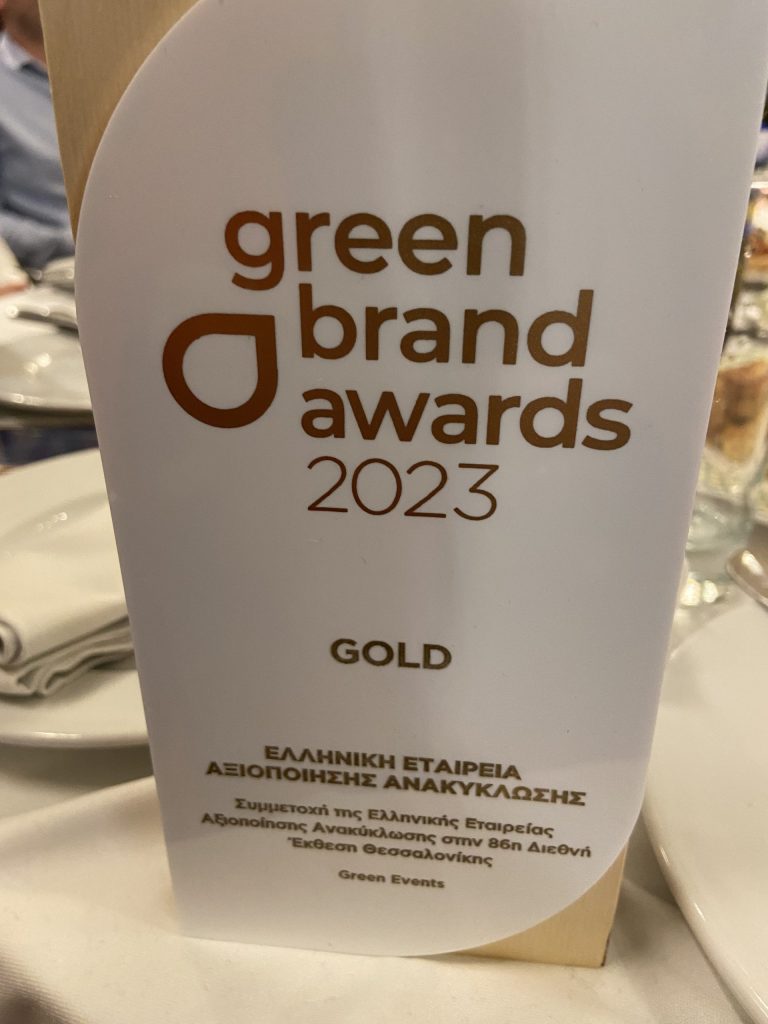 green
brand
awards
2023
GOLD
ΕΛΛΗΝΙΚΗ ΕΤΑΙΡΕΙΑ
ΑΞΙΟΠΟΙΗΣΗΣ ΑΝΑΚΥΚΛΩΣΗΣ
Συμμετοχή της Ελληνικής Εταιρείας
Αξιοποίησης Ανακύκλωσης στην 86η Διεθνή
Έκθεση Θεσσαλονίκης
Green Events